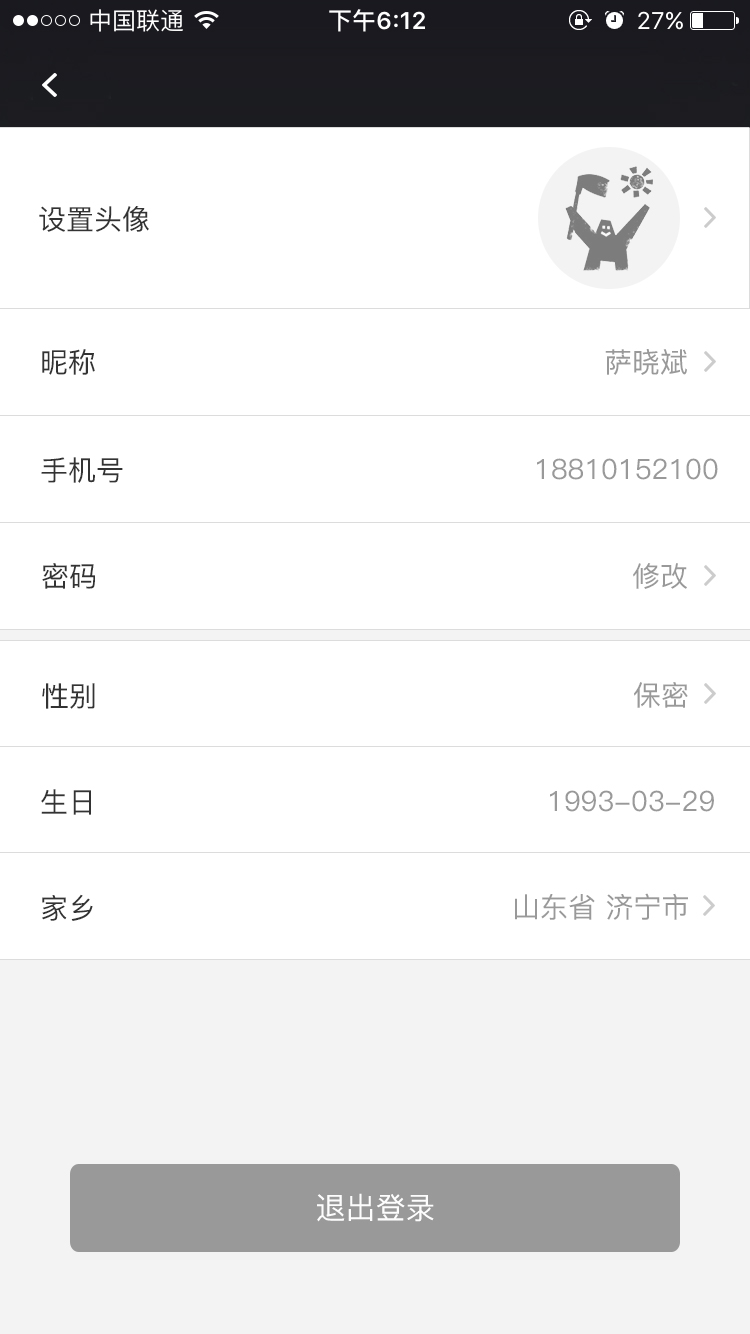 中国联通 下午6:12 27%
设置头像
昵称 萨晓斌
手机号 18810152100
密码 修改
性别 保密
生日 1993-03-29
家乡 山东省 济宁市
退出登录